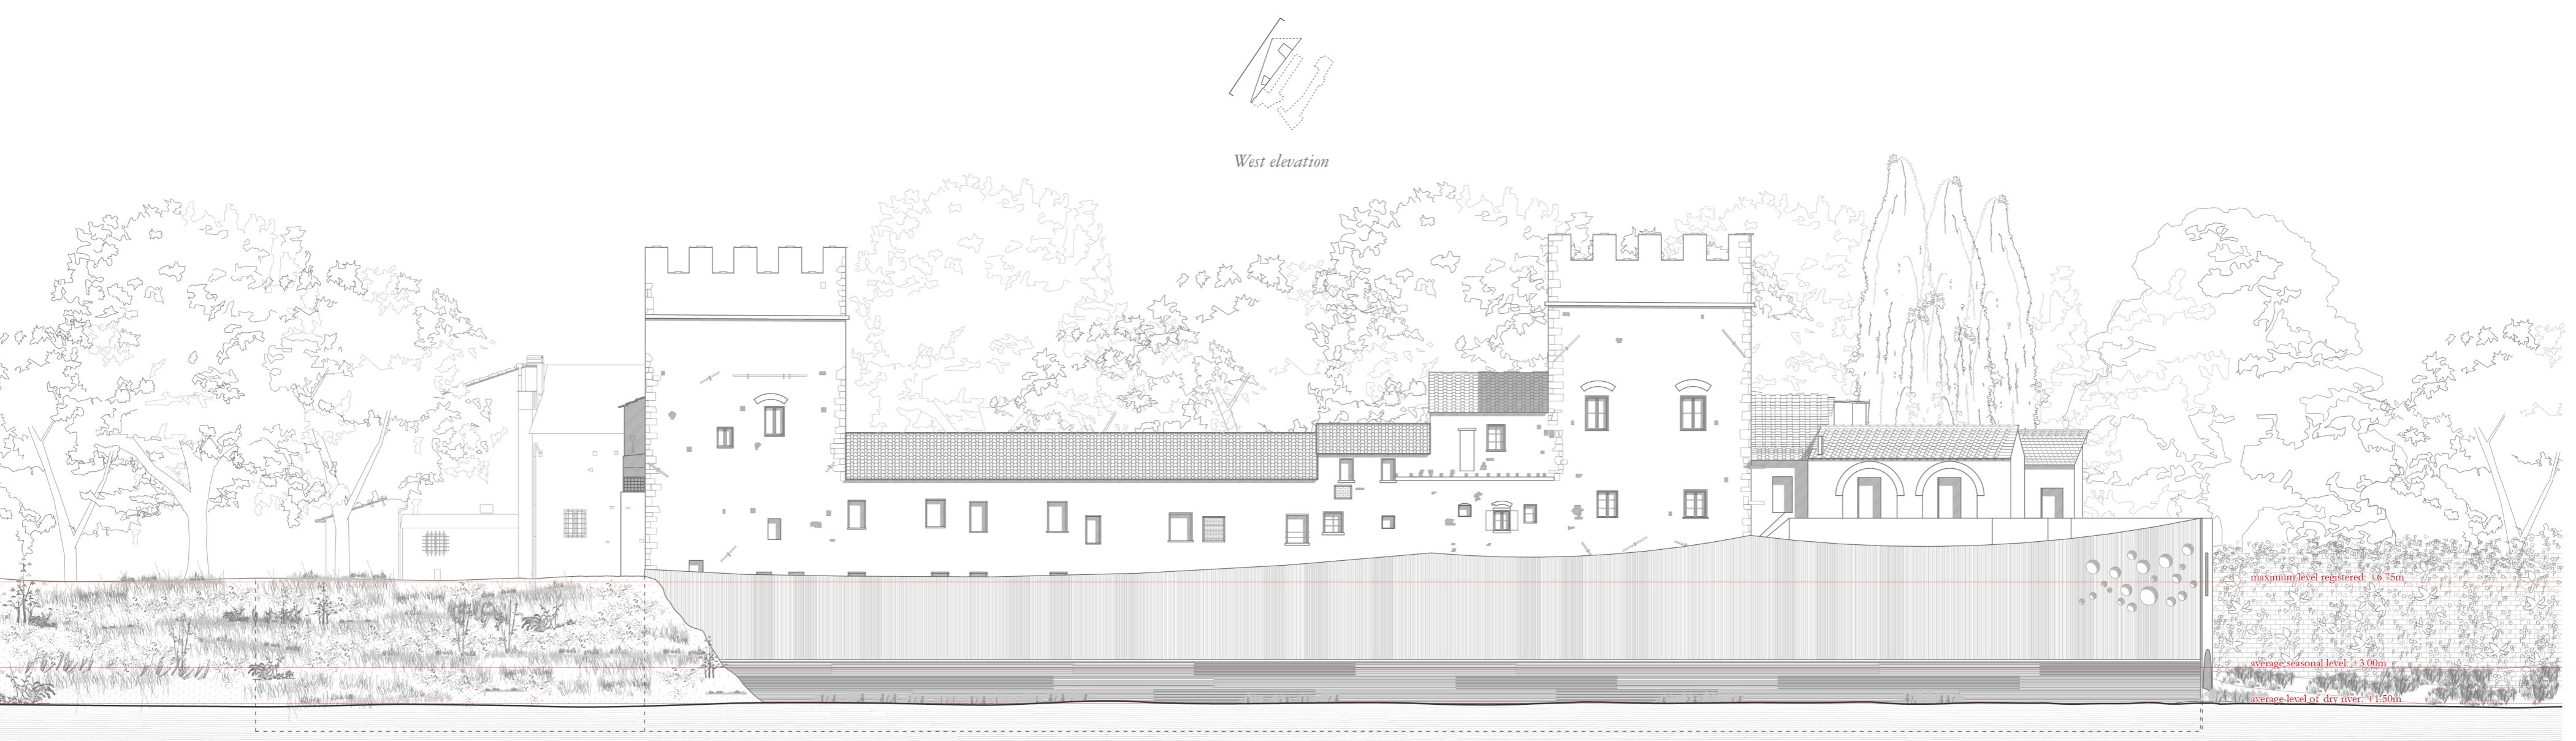 West elevation
maximum level registered: +6.75m
average seasonal level: +3.00m
average level of dry river: +1.50m